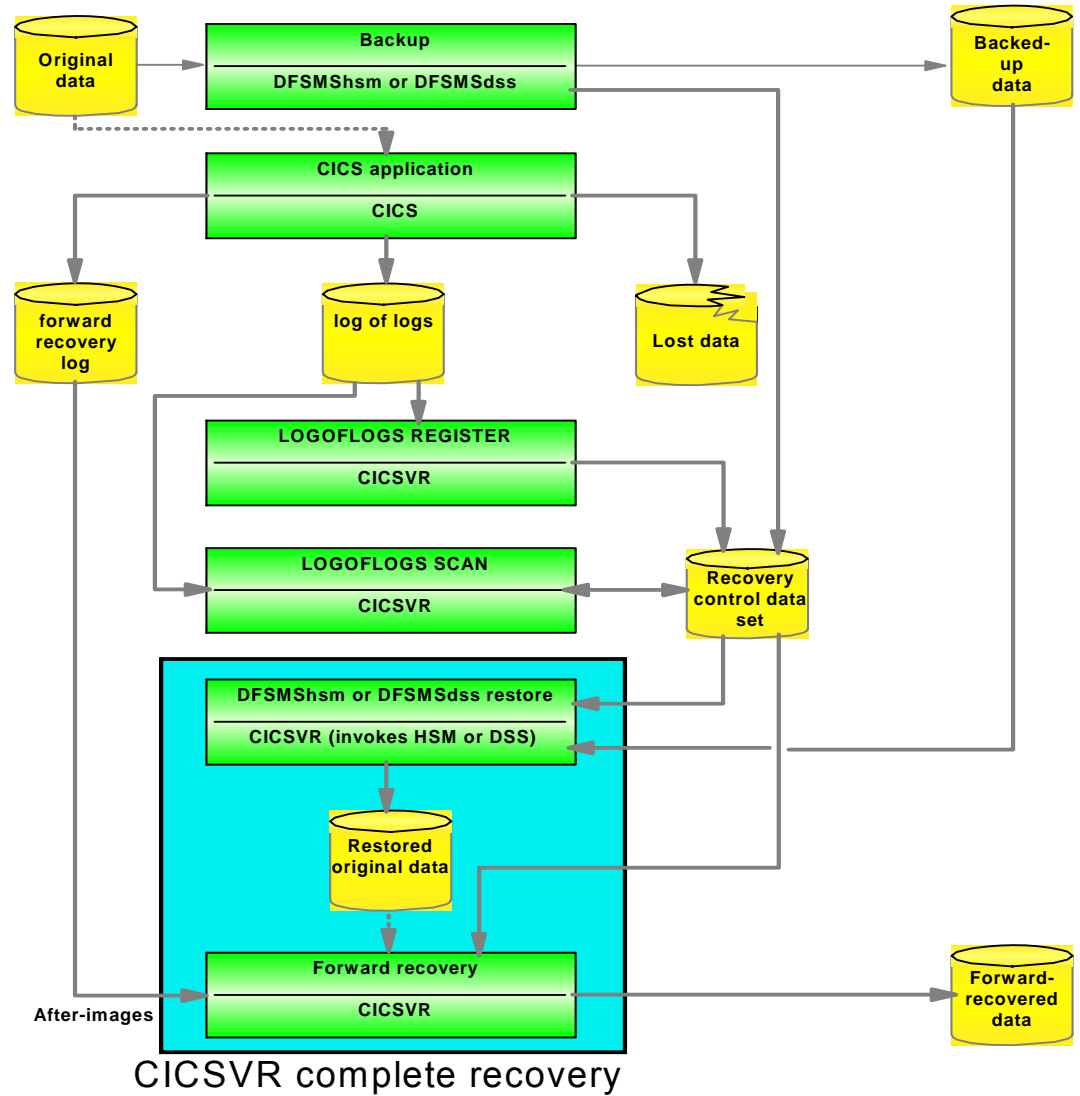 Original
data
Backup
DFSMShsm or DFSMSdss
Backed-
up
data
CICS application
CICS
forward
recovery
log
log of logs
Lost data
LOGOFLOGS REGISTER
CICSVR
LOGOFLOGS SCAN
CICSVR
Recovery
control data
set
DFSMShsm or DFSMSdss restore
CICSVR (invokes HSM or DSS)
Restored
original data
Forward recovery
CICSVR
After-images
Forward-
recovered
data
CICSVR complete recovery